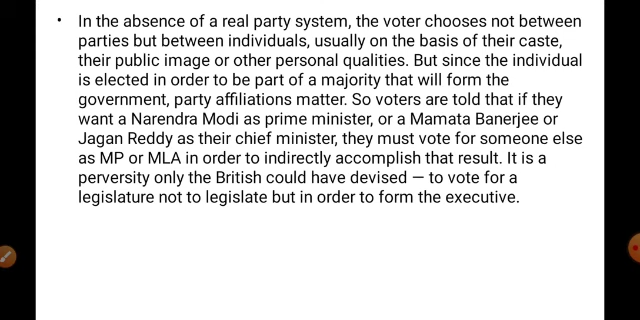 • In the absence of a real party system, the voter chooses not between
parties but between individuals, usually on the basis of their caste,
their public image or other personal qualities. But since the individual
is elected in order to be part of a majority that will form the
government, party affiliations matter. So voters are told that if they
want a Narendra Modi as prime minister, or a Mamata Banerjee or
Jagan Reddy as their chief minister, they must vote for someone else
as MP or MLA in order to indirectly accomplish that result. It is a
perversity only the British could have devised — to vote for a
legislature not to legislate but in order to form the executive.